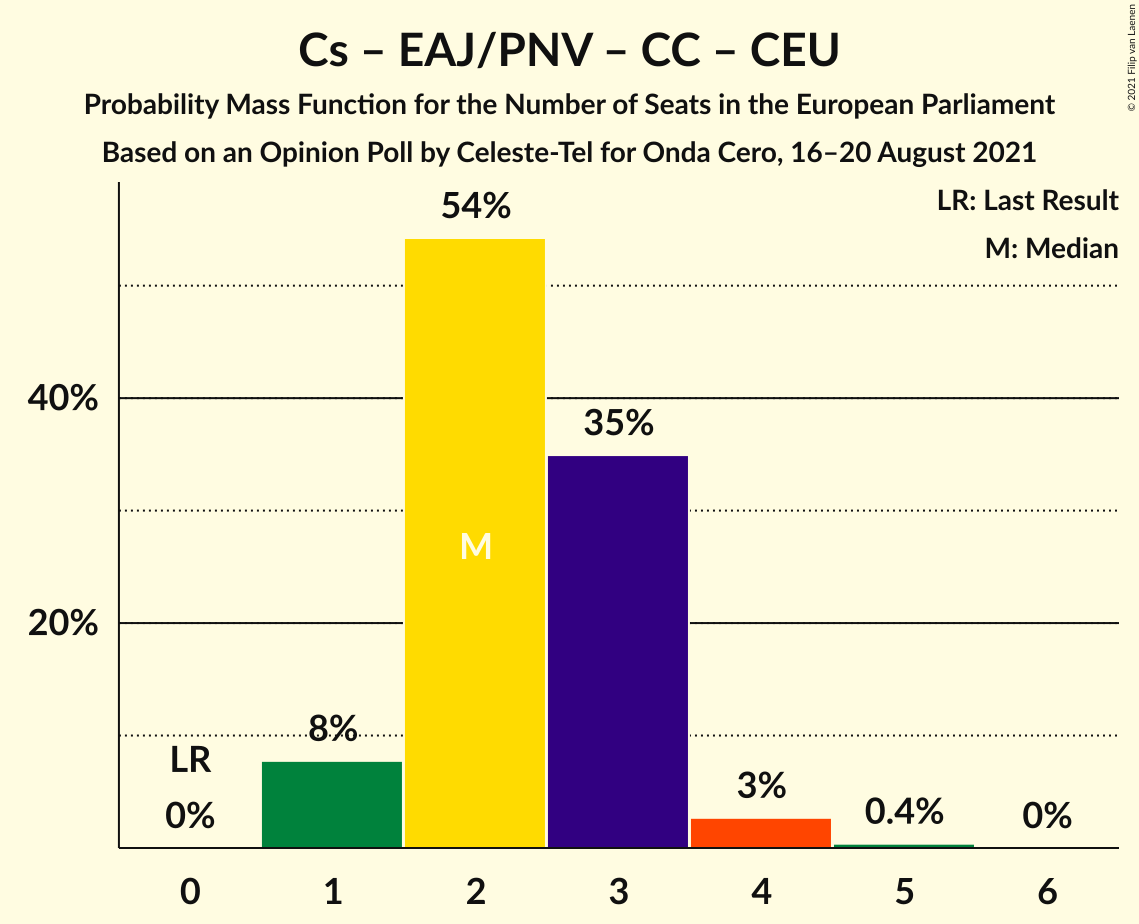 Cs – EAJ/PNV – CC – CEU
Probability Mass Function for the Number of Seats in the European Parliament
Based on an Opinion Poll by Celeste-Tel for Onda Cero, 16–20 August 2021
© 2021 Filip van Laenen
LR: Last Result
M: Median
54%
40%
35%
M
20%
8%
LR
0%
3%
0.4%
0%
0 1 2 3 4 5 6